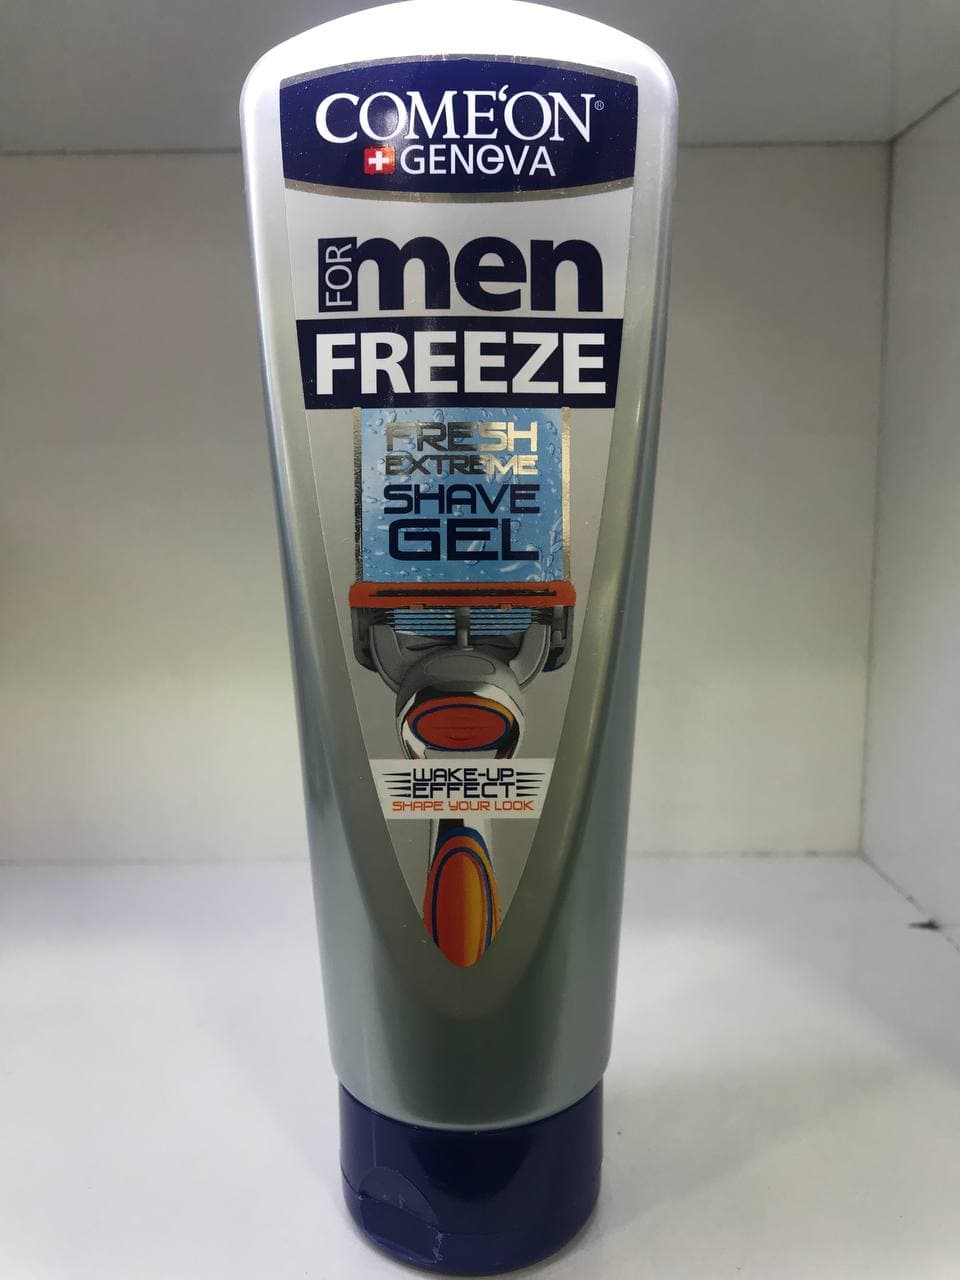 COME'ON®
GENEVA
FOR men
FREEZE
FRESH
EXTREME
SHAVE
GEL
WAKE-UP
EFFECT
SHAPE YOUR LOOK